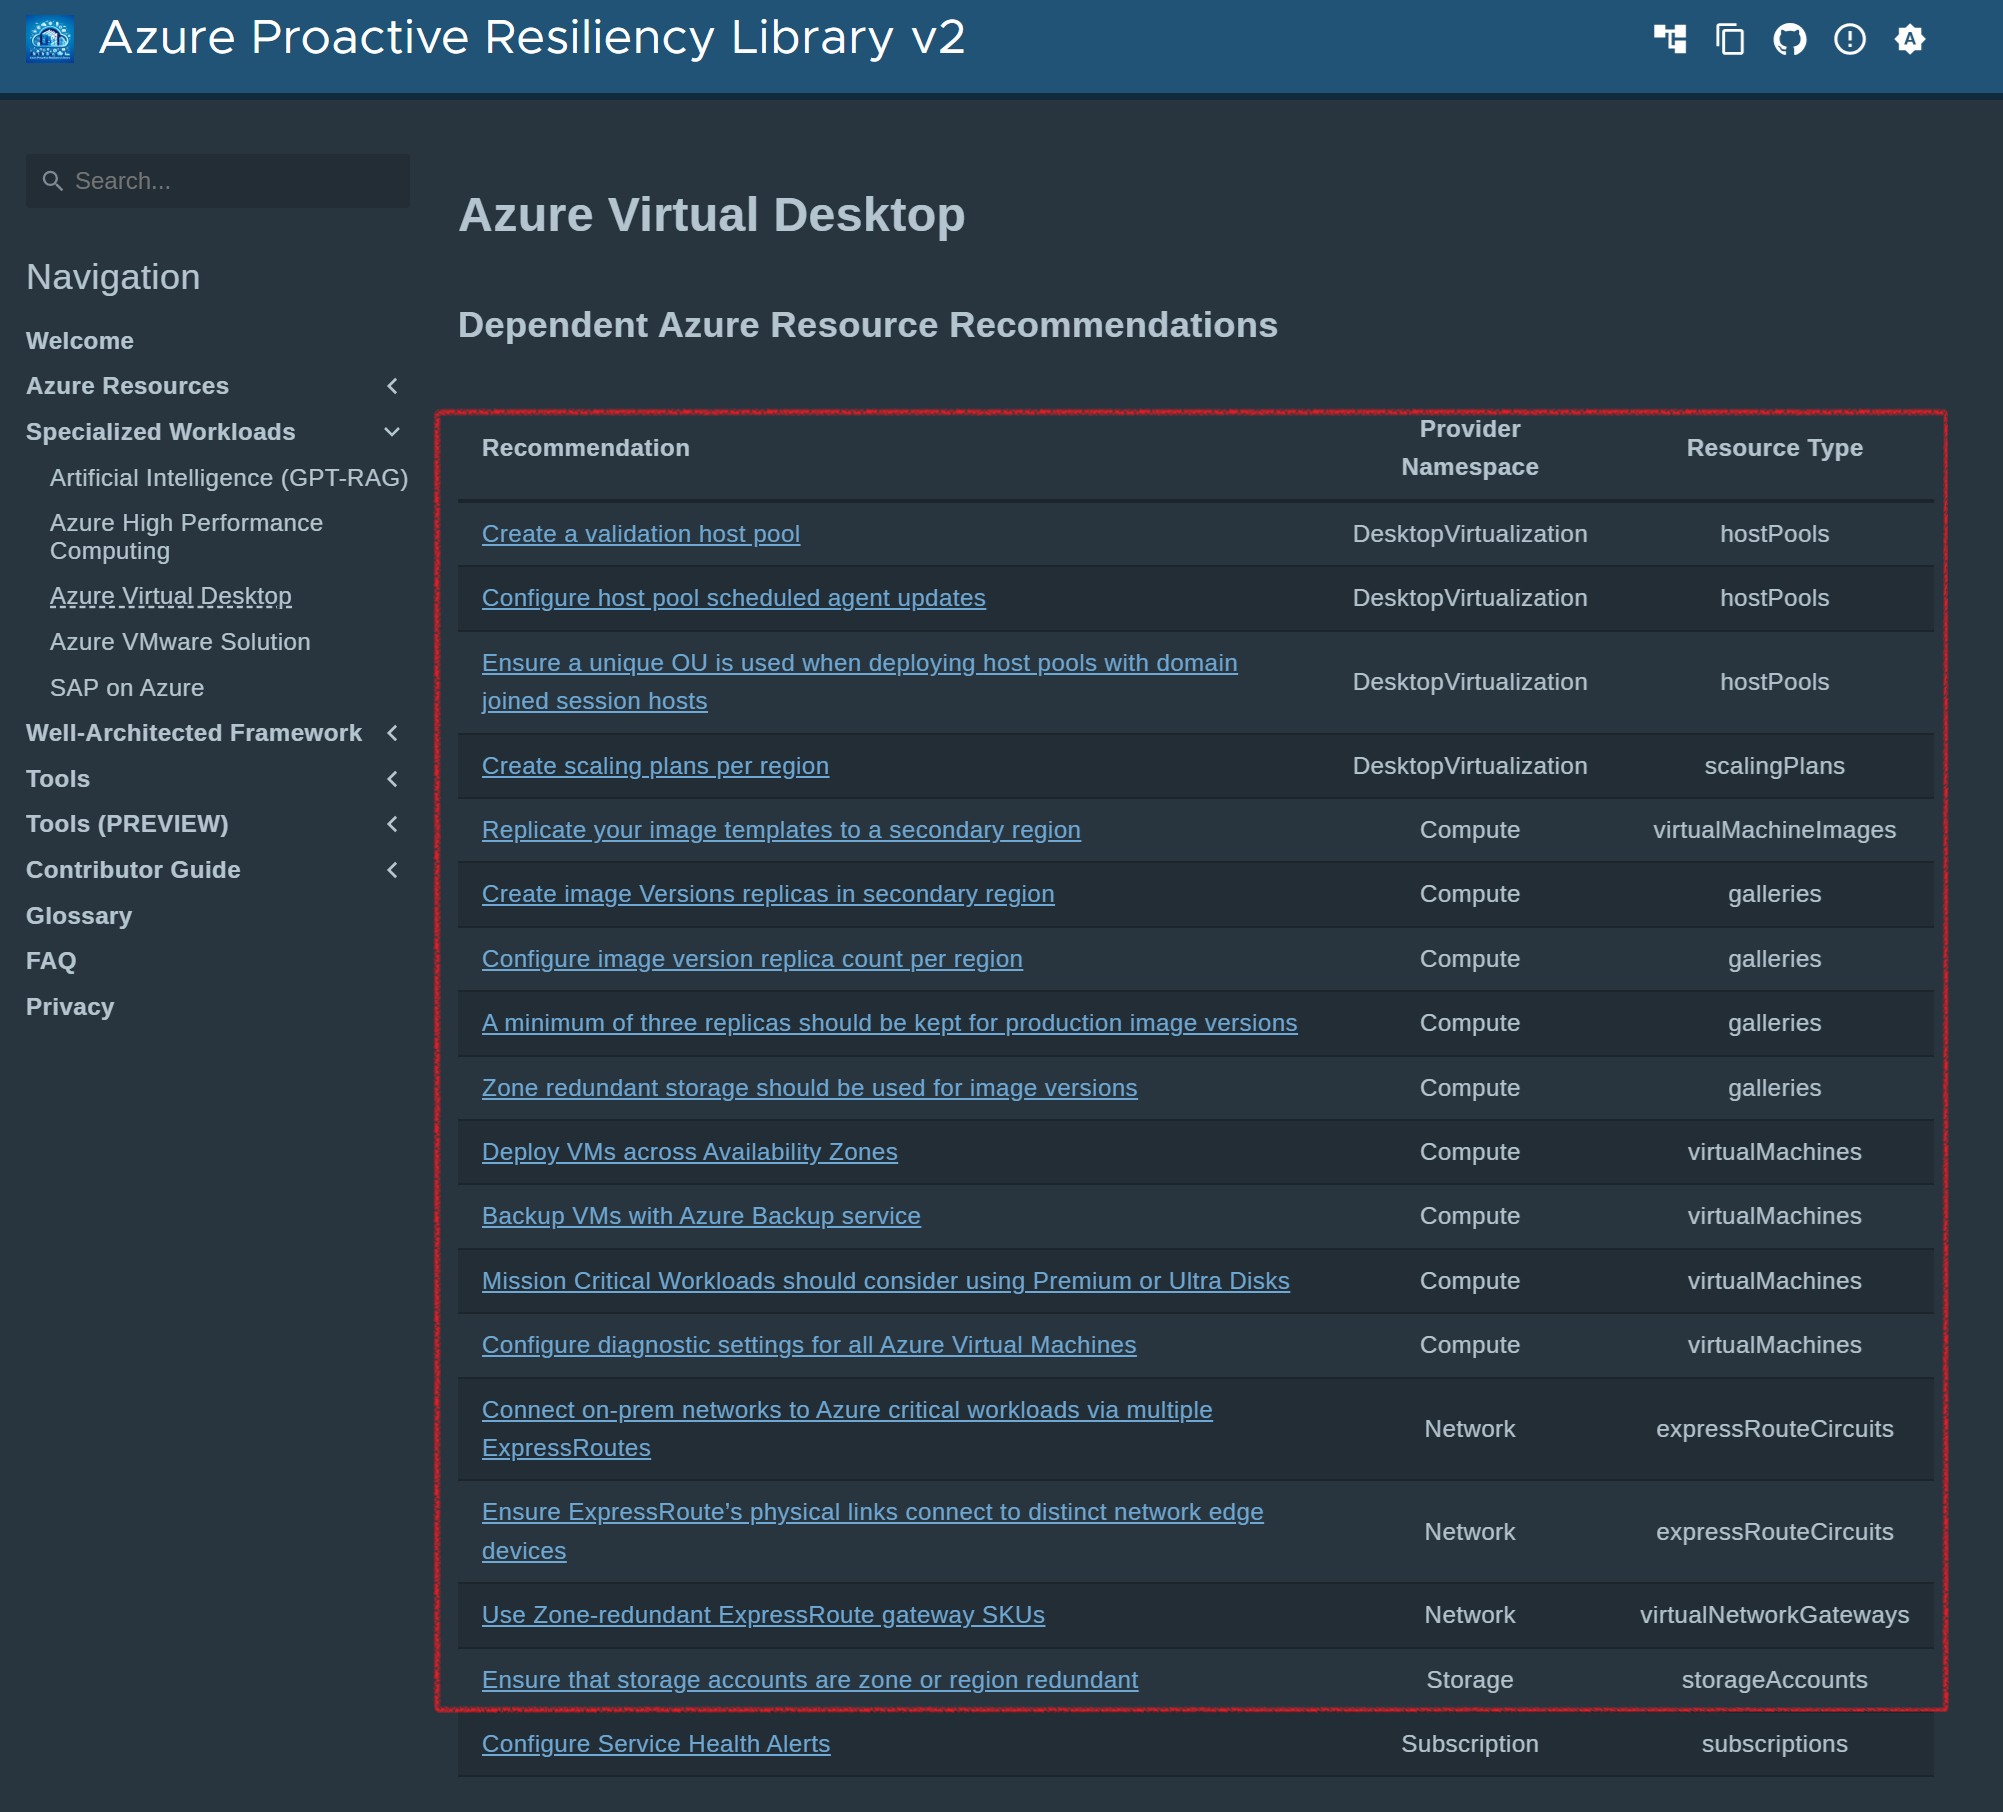 Azure Proactive Resiliency Library v2
Search...
Navigation
Welcome
Azure Resources
Specialized Workloads
Artificial Intelligence (GPT-RAG)
Azure High Performance
Computing
Azure Virtual Desktop
Azure VMware Solution
SAP on Azure
Well-Architected Framework
Tools
Tools (PREVIEW)
Contributor Guide
Glossary
FAQ
Privacy
Azure Virtual Desktop
Dependent Azure Resource Recommendations
Recommendation Provider Namespace Resource Type
Create a validation host pool DesktopVirtualization hostPools
Configure host pool scheduled agent updates DesktopVirtualization hostPools
Ensure a unique OU is used when deploying host pools with domain
joined session hosts DesktopVirtualization hostPools
Create scaling plans per region DesktopVirtualization scalingPlans
Replicate your image templates to a secondary region Compute virtualMachineImages
Create image Versions replicas in secondary region Compute galleries
Configure image version replica count per region Compute galleries
A minimum of three replicas should be kept for production image versions Compute galleries
Zone redundant storage should be used for image versions Compute galleries
Deploy VMs across Availability Zones Compute virtualMachines
Backup VMs with Azure Backup service Compute virtualMachines
Mission Critical Workloads should consider using Premium or Ultra Disks Compute virtualMachines
Configure diagnostic settings for all Azure Virtual Machines Compute virtualMachines
Connect on-prem networks to Azure critical workloads via multiple
ExpressRoutes Network expressRouteCircuits
Ensure ExpressRoute’s physical links connect to distinct network edge
devices Network expressRouteCircuits
Use Zone-redundant ExpressRoute gateway SKUs Network virtualNetworkGateways
Ensure that storage accounts are zone or region redundant Storage storageAccounts
Configure Service Health Alerts Subscription subscriptions